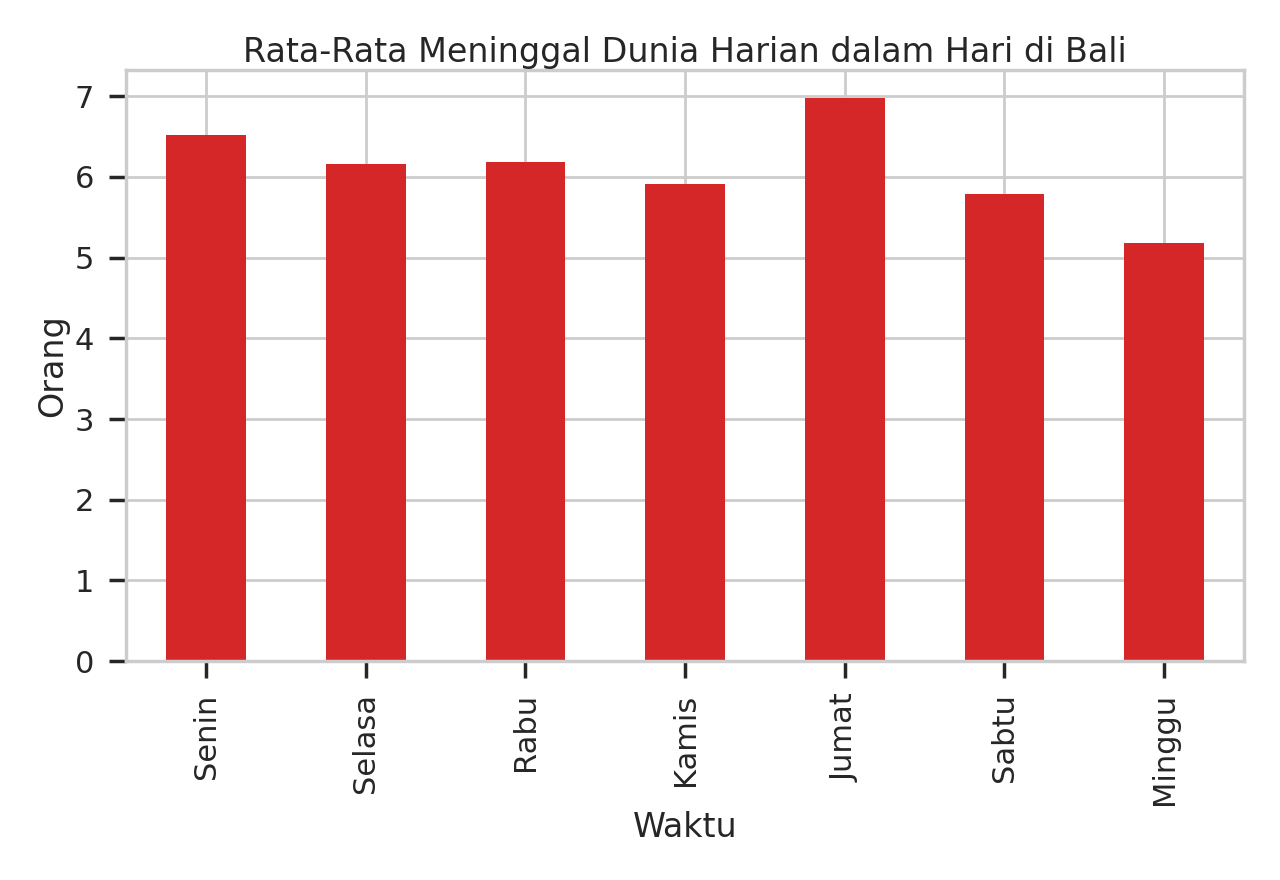 Rata-Rata Meninggal Dunia Harian dalam Hari di Bali
7
6
5
4
3
2
1
0
Orang
Senin
Selasa
Rabu
Kamis
Jumat
Sabtu
Minggu
Waktu